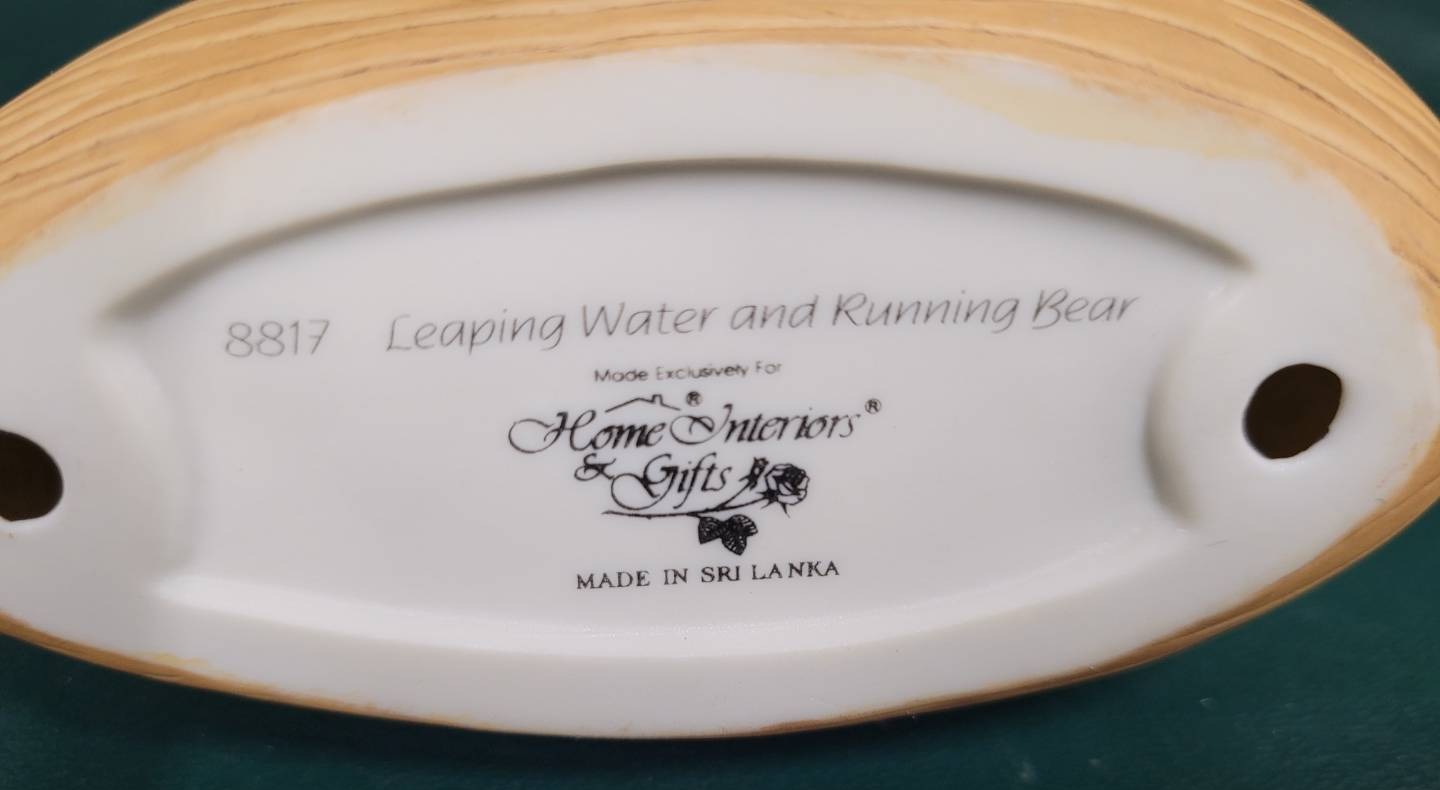 8817 Leaping Water and Running Bear
Made Exclusively For
Home Interiors®
& Gifts
MADE IN SRI LANKA